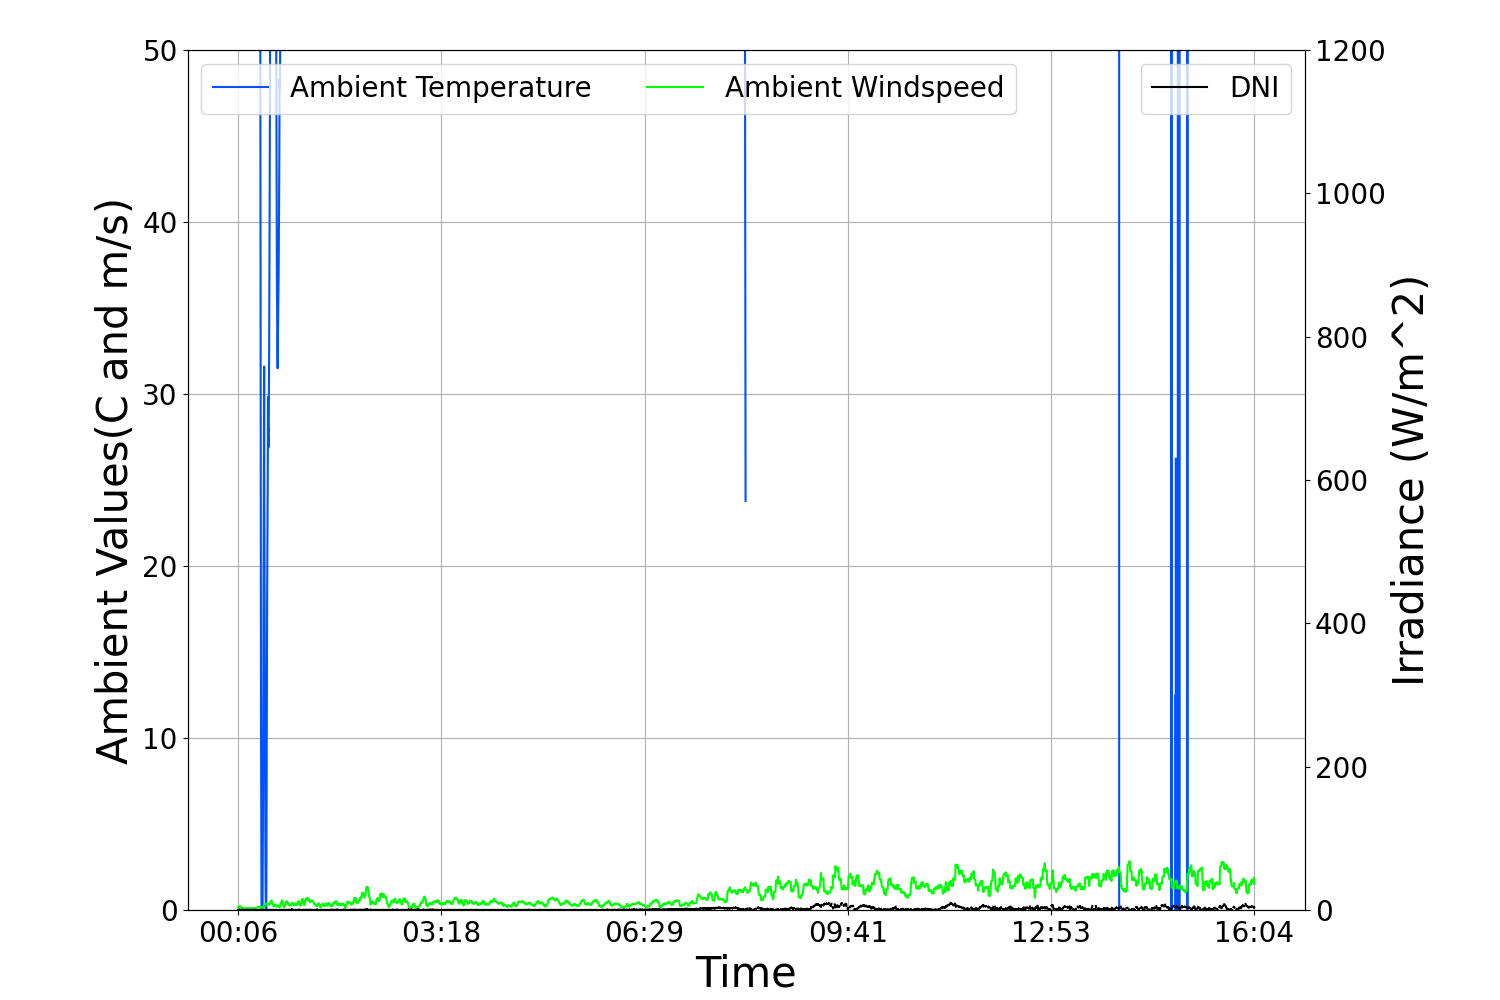 50
40
30
20
10
0
Ambient Values(C and m/s)
Ambient Temperature
Ambient Windspeed
DNI
1200
1000
800
600
400
200
0
Irradiance (W/m^2)
00:06 03:18 06:29 09:41 12:53 16:04
Time